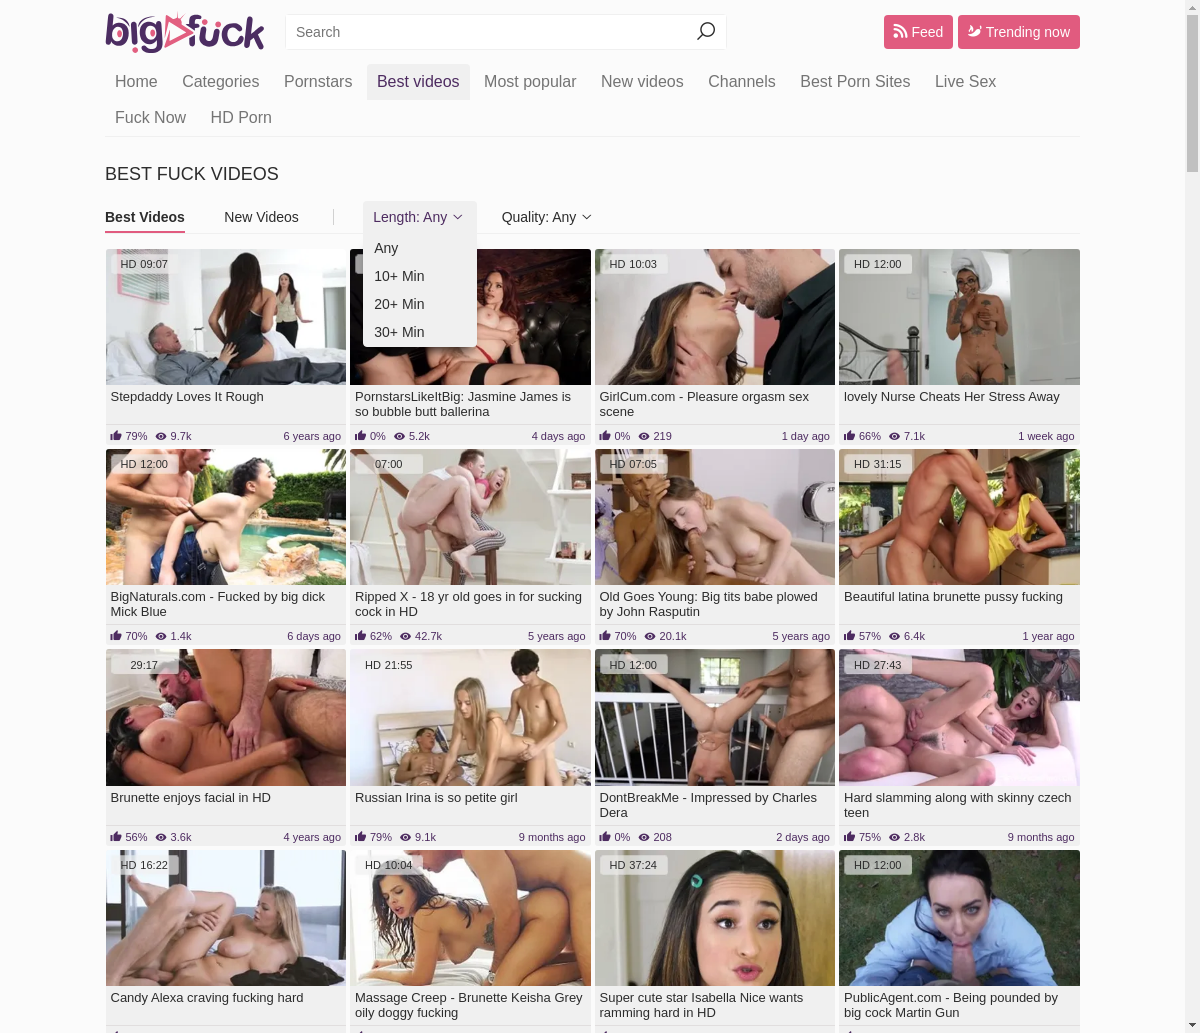 bigfuck
Search
Feed
Trending now
Home Categories Pornstars Best videos Most popular New videos Channels Best Porn Sites Live Sex
Fuck Now HD Porn
BEST FUCK VIDEOS
Best Videos New Videos Length: Any Quality: Any
Any
10+ Min
20+ Min
30+ Min
HD 09:07
HD 10:03
HD 12:00
Stepdaddy Loves It Rough
79% 9.7k 6 years ago
PornstarsLikeItBig: Jasmine James is
so bubble butt ballerina
0% 5.2k 4 days ago
GirlCum.com - Pleasure orgasm sex
scene
0% 219 1 day ago
lovely Nurse Cheats Her Stress Away
66% 7.1k 1 week ago
HD 12:00
07:00
HD 07:05
HD 31:15
BigNaturals.com - Fucked by big dick
Mick Blue
70% 1.4k 6 days ago
Ripped X - 18 yr old goes in for sucking
cock in HD
62% 42.7k 5 years ago
Old Goes Young: Big tits babe plowed
by John Rasputin
70% 20.1k 5 years ago
Beautiful latina brunette pussy fucking
57% 6.4k 1 year ago
29:17
HD 21:55
HD 12:00
HD 27:43
Brunette enjoys facial in HD
56% 3.6k 4 years ago
Russian Irina is so petite girl
79% 9.1k 9 months ago
DontBreakMe - Impressed by Charles
Dera
0% 208 2 days ago
Hard slamming along with skinny czech
teen
75% 2.8k 9 months ago
HD 16:22
HD 10:04
HD 37:24
HD 12:00
Candy Alexa craving fucking hard
Massage Creep - Brunette Keisha Grey
oily doggy fucking
Super cute star Isabella Nice wants
ramming hard in HD
PublicAgent.com - Being pounded by
big cock Martin Gun